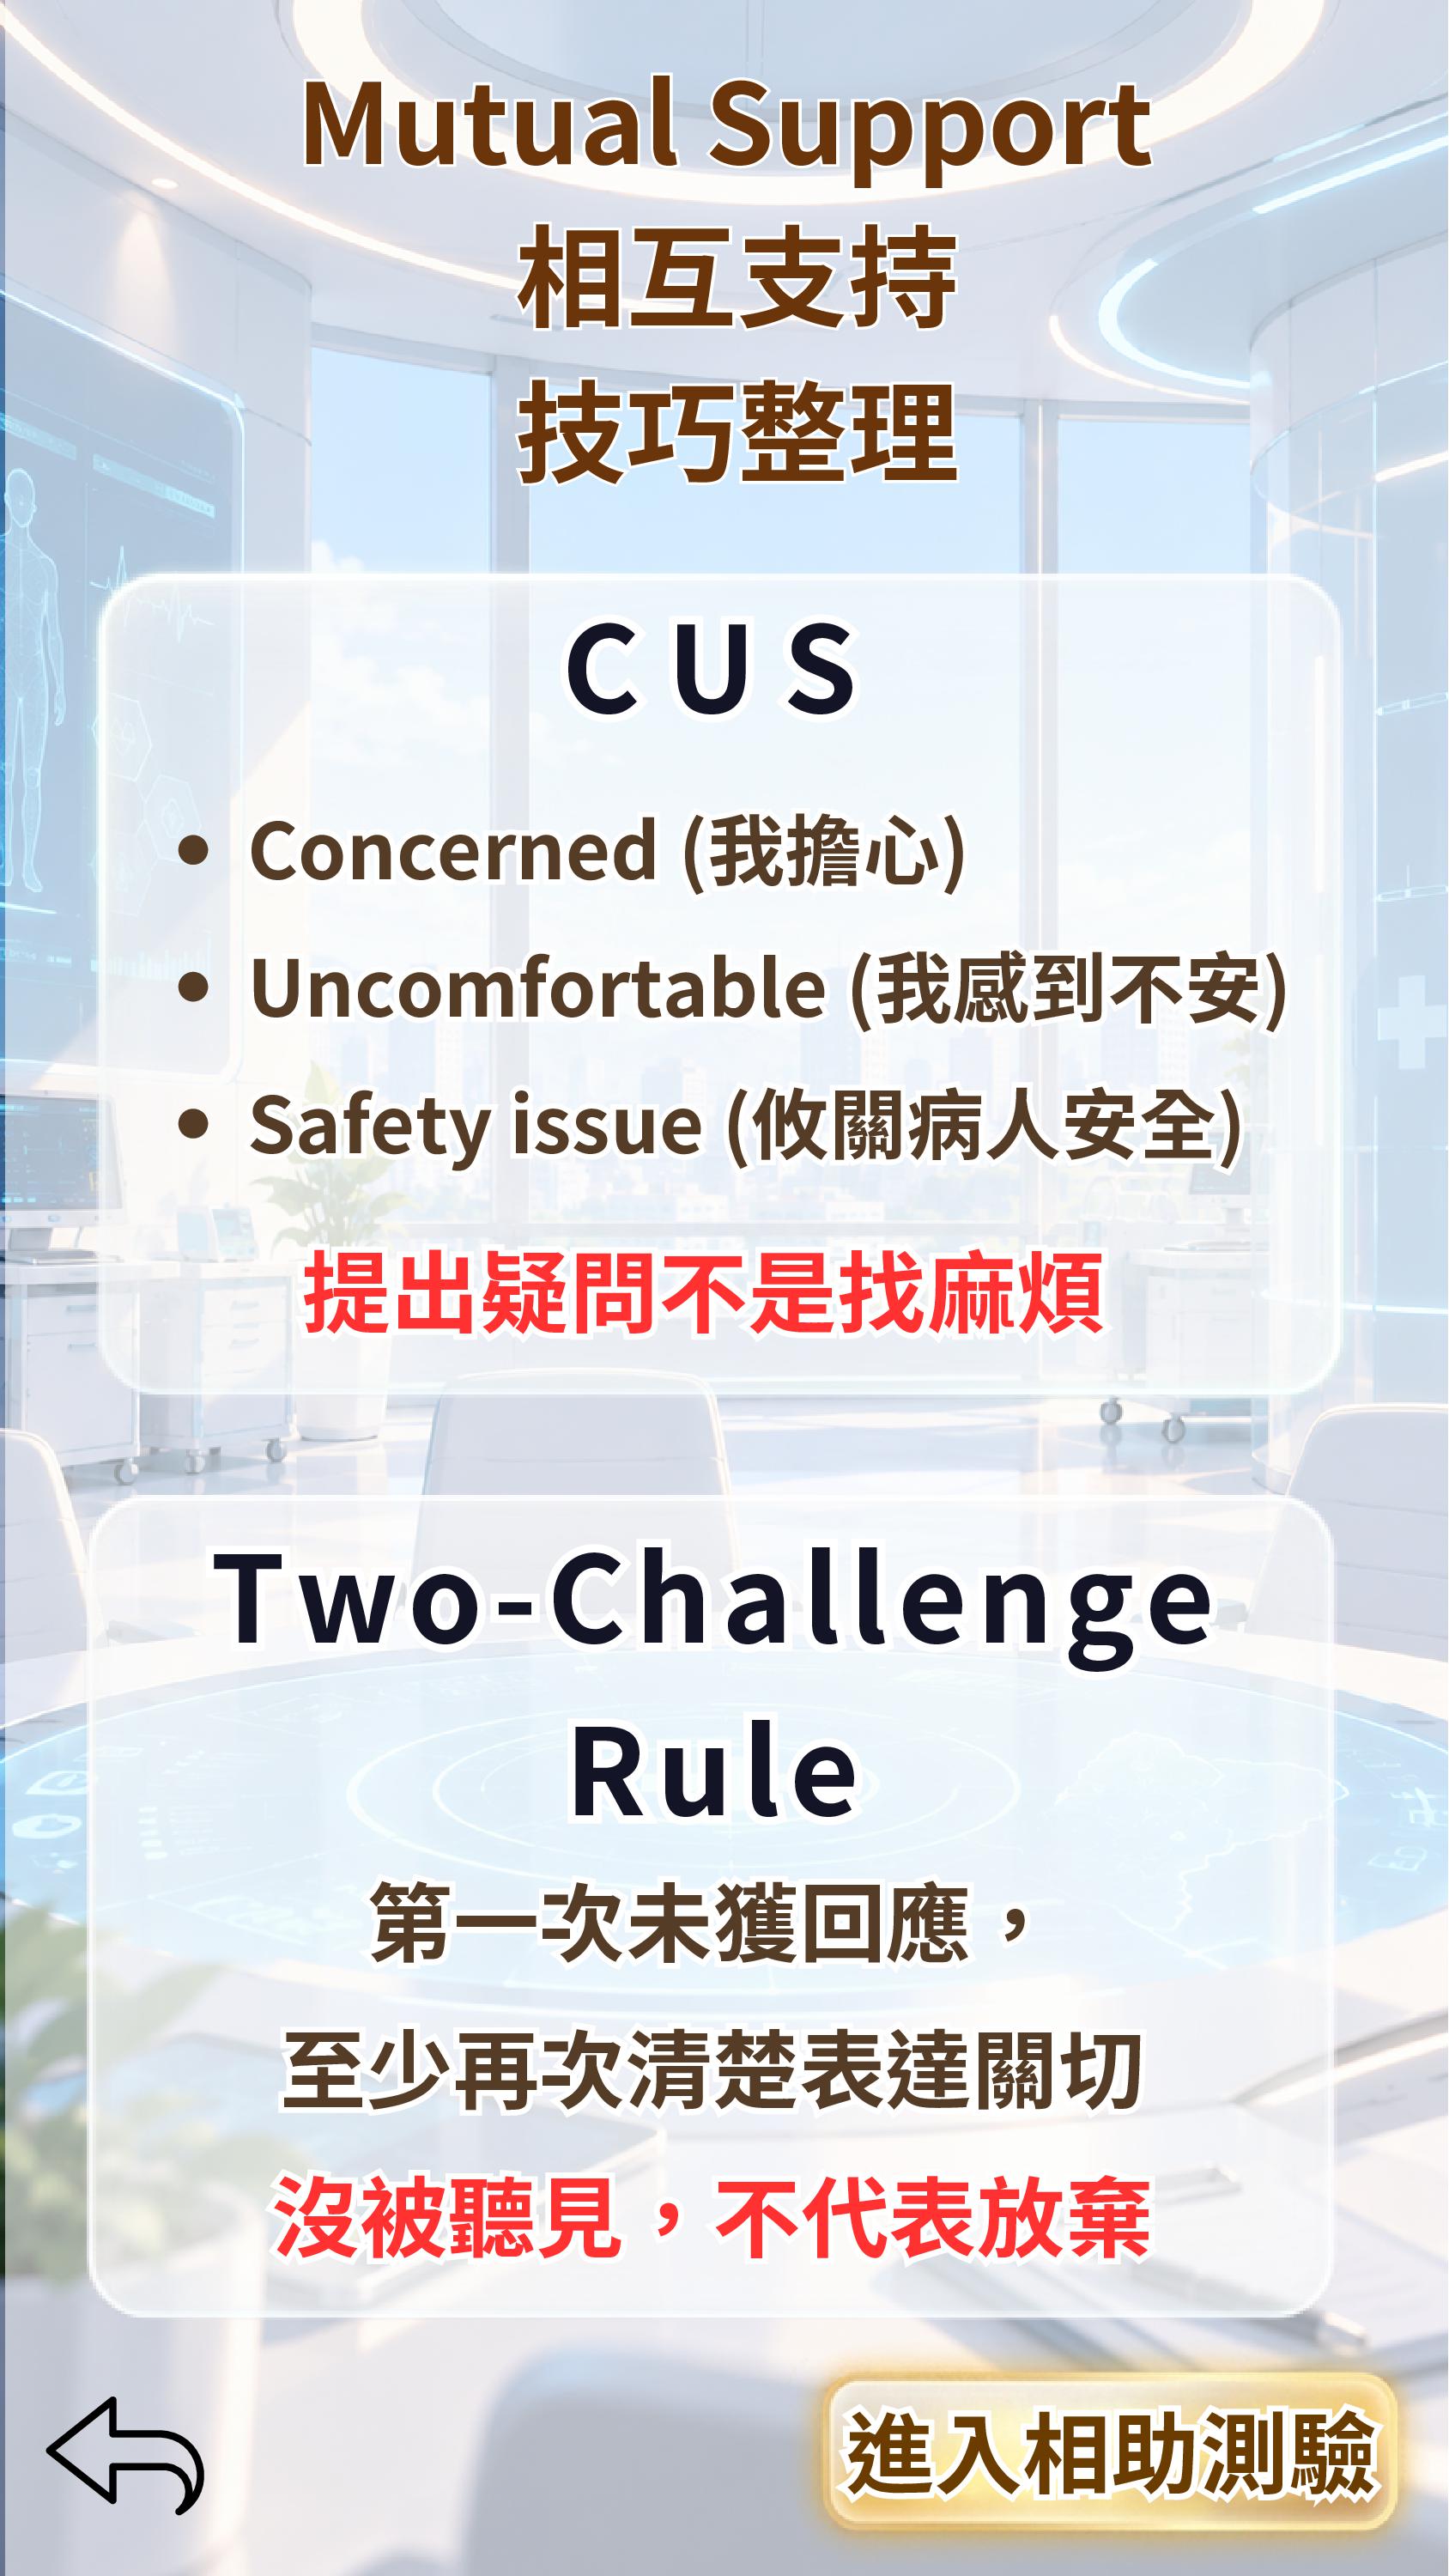 Mutual Support
相互支持
技巧整理
CUS
• Concerned (我擔心)
• Uncomfortable (我感到不安)
• Safety issue (攸關病人安全)
提出疑問不是找麻煩
Two-Challenge
Rule
第一次未獲回應，
至少再次清楚表達關切
沒被聽見，不代表放棄
進入相助測驗